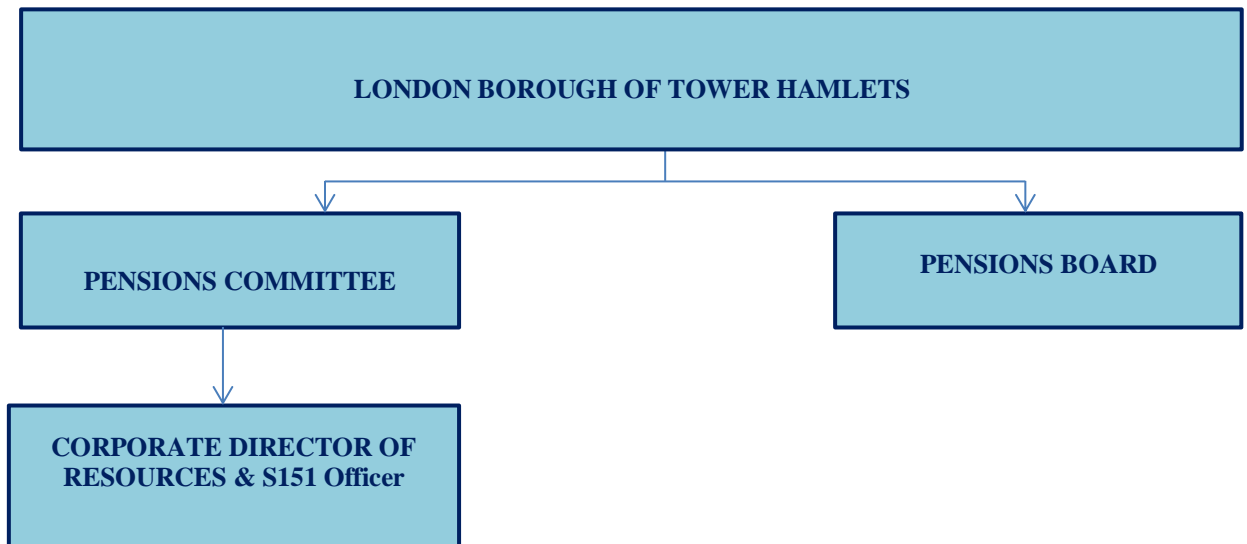 LONDON BOROUGH OF TOWER HAMLETS
PENSIONS COMMITTEE
PENSIONS BOARD
CORPORATE DIRECTOR OF
RESOURCES & S151 Officer